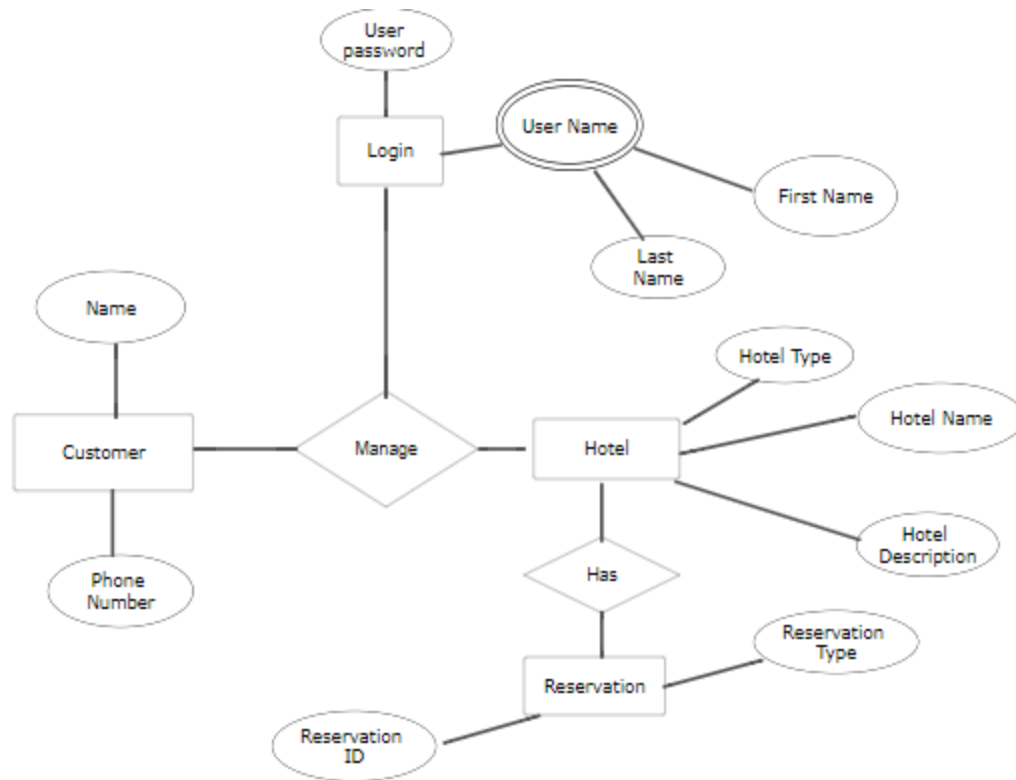 User
password
Login
User Name
First Name
Last
Name
Name
Hotel Type
Hotel Name
Customer
Manage
Hotel
Hotel
Description
Phone
Number
Has
Reservation
Type
Reservation
Reservation
ID